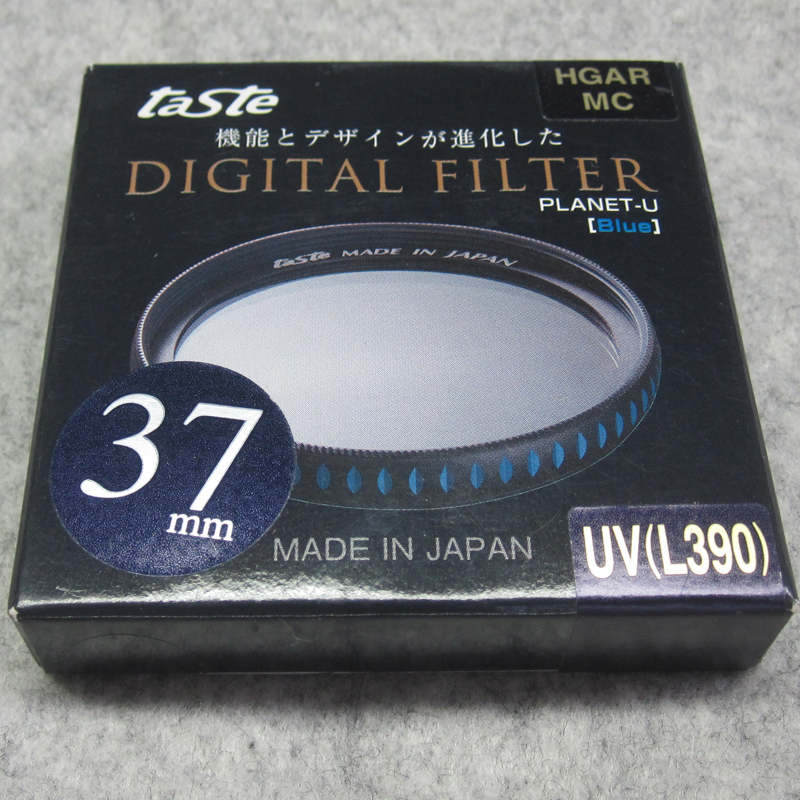 taste
HGAR
MC
機能とデザインが進化した
DIGITAL FILTER
PLANET-U
[Blue]
taste MADE IN JAPAN
37
mm
MADE IN JAPAN
UV(L390)